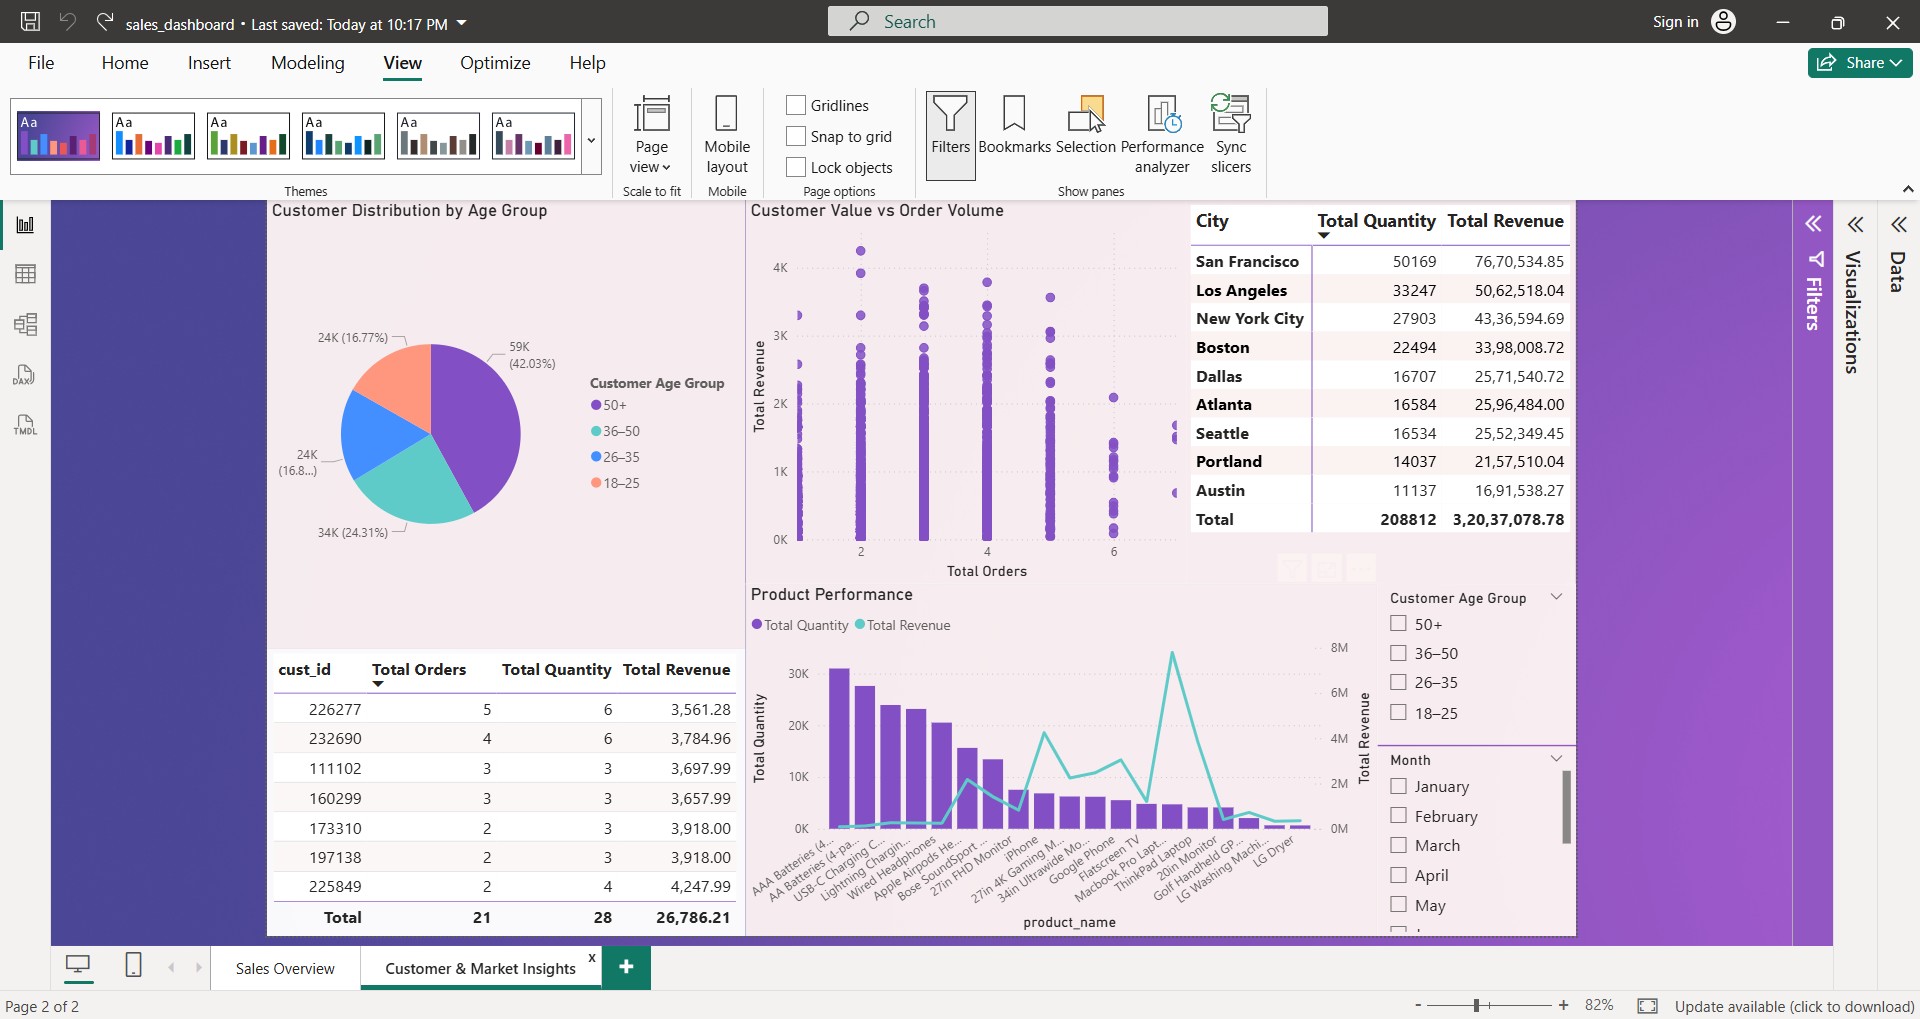 sales_dashboard • Last saved: Today at 10:17 PM
Search
Sign in
File Home Insert Modeling View Optimize Help
Share
Aa Aa Aa Aa Aa Aa
Themes
Page view
Scale to fit
Mobile layout
Mobile
Gridlines
Snap to grid
Lock objects
Page options
Filters Bookmarks Selection Performance analyzer Sync slicers
Show panes
DAX
TMDL
Customer Distribution by Age Group
24K (16.77%)
59K
(42.03%)
24K
(16.8...)
34K (24.31%)
Customer Age Group
50+
36–50
26–35
18–25
Customer Value vs Order Volume
Total Revenue
4K
3K
2K
1K
0K
2 4 6
Total Orders
City Total Quantity Total Revenue
San Francisco 50169 76,70,534.85
Los Angeles 33247 50,62,518.04
New York City 27903 43,36,594.69
Boston 22494 33,98,008.72
Dallas 16707 25,71,540.72
Atlanta 16584 25,96,484.00
Seattle 16534 25,52,349.45
Portland 14037 21,57,510.04
Austin 11137 16,91,538.27
Total 208812 3,20,37,078.78
Filters
Visualizations
Data
cust_id Total Orders Total Quantity Total Revenue
226277 5 6 3,561.28
232690 4 6 3,784.96
111102 3 3 3,697.99
160299 3 3 3,657.99
173310 2 3 3,918.00
197138 2 3 3,918.00
225849 2 4 4,247.99
Total 21 28 26,786.21
Product Performance
Total Quantity Total Revenue
Total Quantity
30K
20K
10K
0K
8M
6M
4M
2M
0M
Total Revenue
AAA Batteries (4...
AA Batteries (4-pa...
USB-C Charging C...
Lightning Chargin...
Wired Headphones
Apple Airpods He...
Bose SoundSport ...
27in FHD Monitor
iPhone
27in 4K Gaming M...
34in Ultrawide Mo...
Google Phone
Flatscreen TV
Macbook Pro Lapt...
ThinkPad Laptop
20in Monitor
Golf Handheld GP...
LG Washing Machi...
LG Dryer
product_name
Customer Age Group
50+
36–50
26–35
18–25
Month
January
February
March
April
May
Sales Overview
Customer & Market Insights x
+
Page 2 of 2
- + 82%
Update available (click to download)